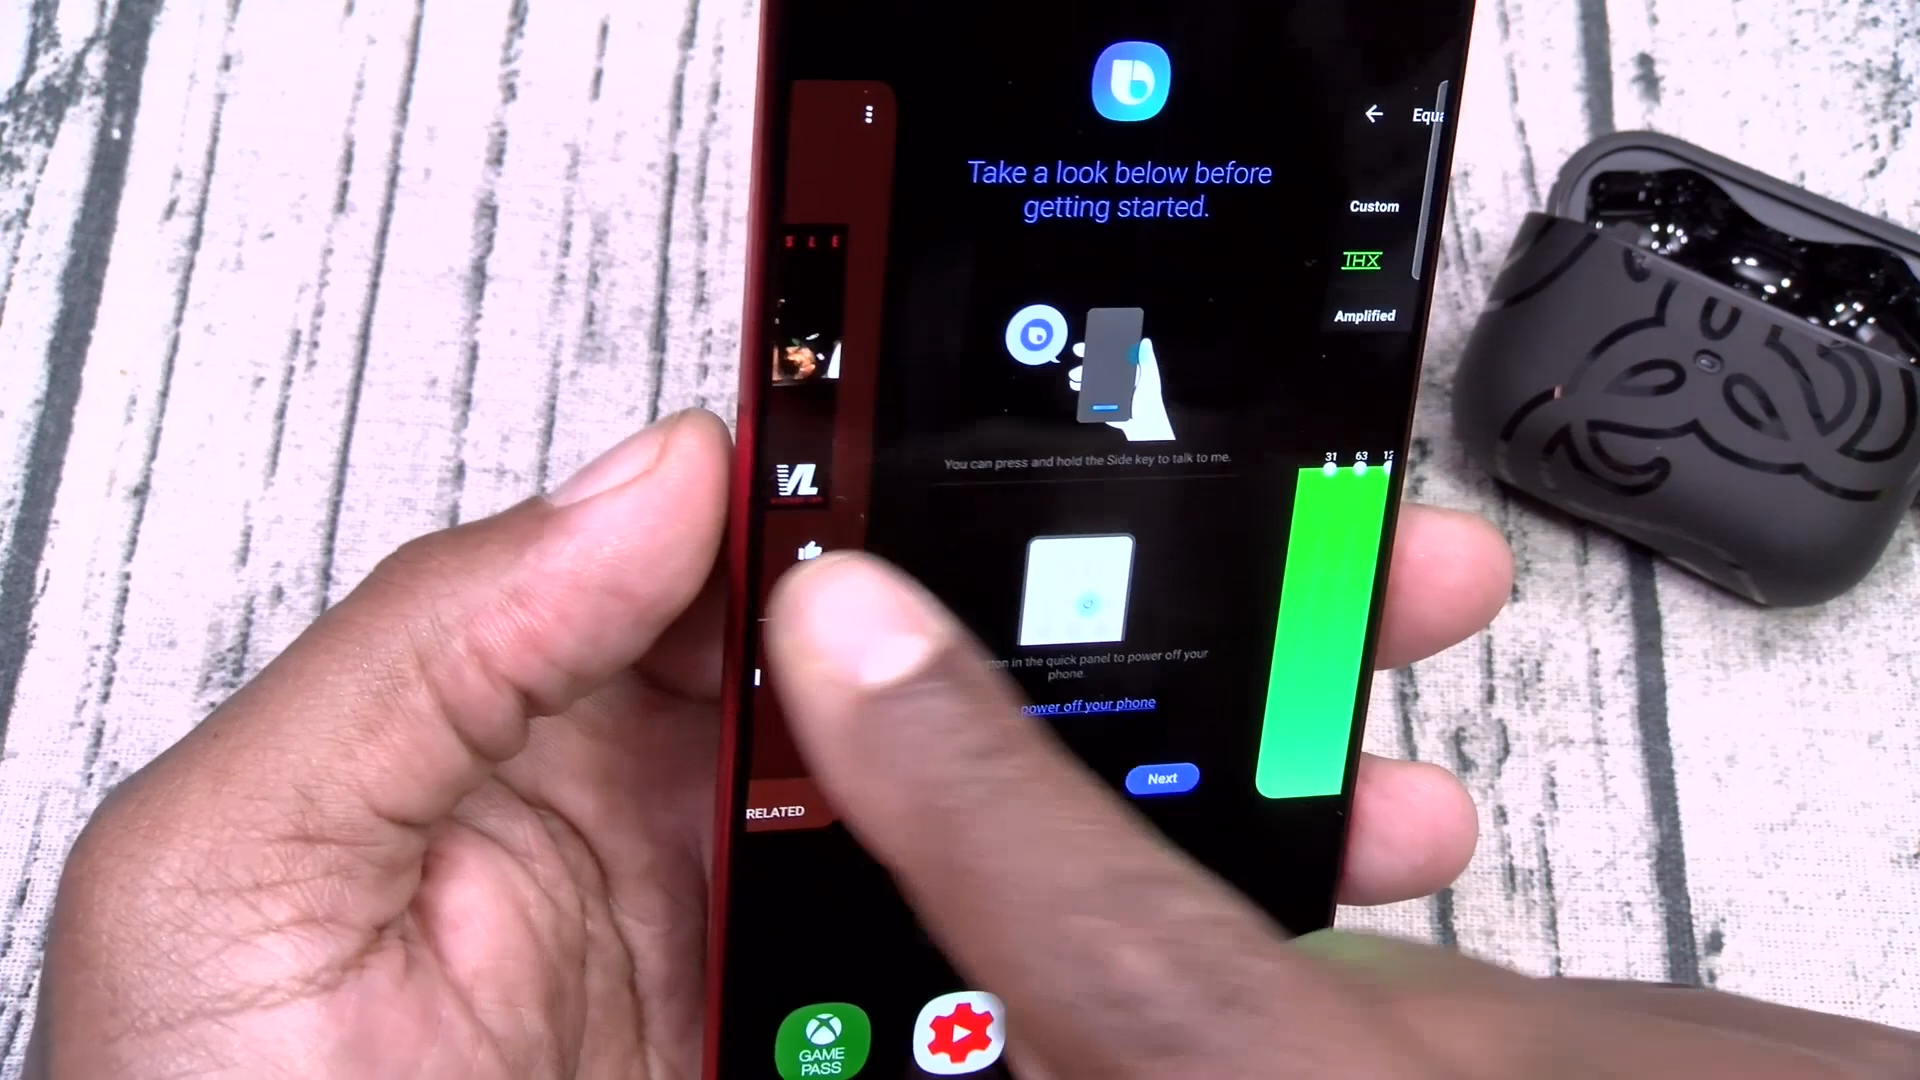 Take a look below before
getting started.
Custom
THX
Amplified
S L E
You can press and hold the Side key to talk to me.
31 63
in the quick panel to power off your
phone.
power off your phone
Next
RELATED
GAME
PASS